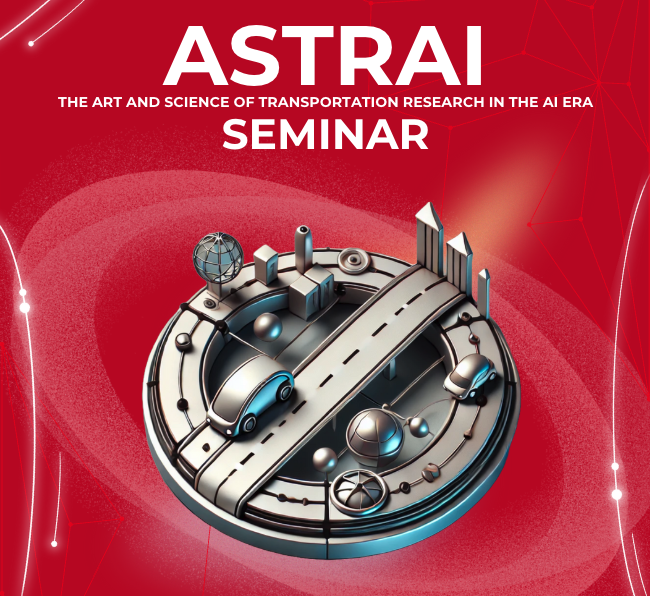 ASTRAI
THE ART AND SCIENCE OF TRANSPORTATION RESEARCH IN THE AI ERA
SEMINAR